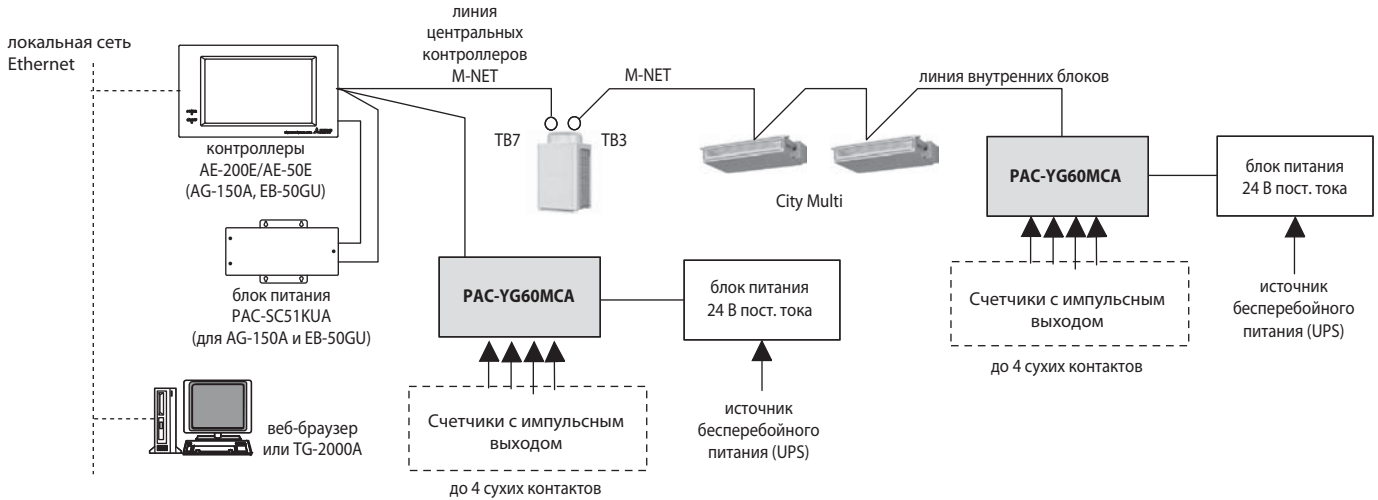 локальная сеть
Ethernet
линия
центральных
контроллеров
M-NET
M-NET
линия внутренних блоков
TB7
TB3
контроллеры
AE-200E/AE-50E
(AG-150A, EB-50GU)
City Multi
PAC-YG60MCA
блок питания
24 В пост. тока
блок питания
PAC-SC51KUA
(для AG-150A и EB-50GU)
PAC-YG60MCA
блок питания
24 В пост. тока
Счетчики с импульсным
выходом
источник
бесперебойного
питания (UPS)
до 4 сухих контактов
веб-браузер
или TG-2000A
Счетчики с импульсным
выходом
источник
бесперебойного
питания (UPS)
до 4 сухих контактов